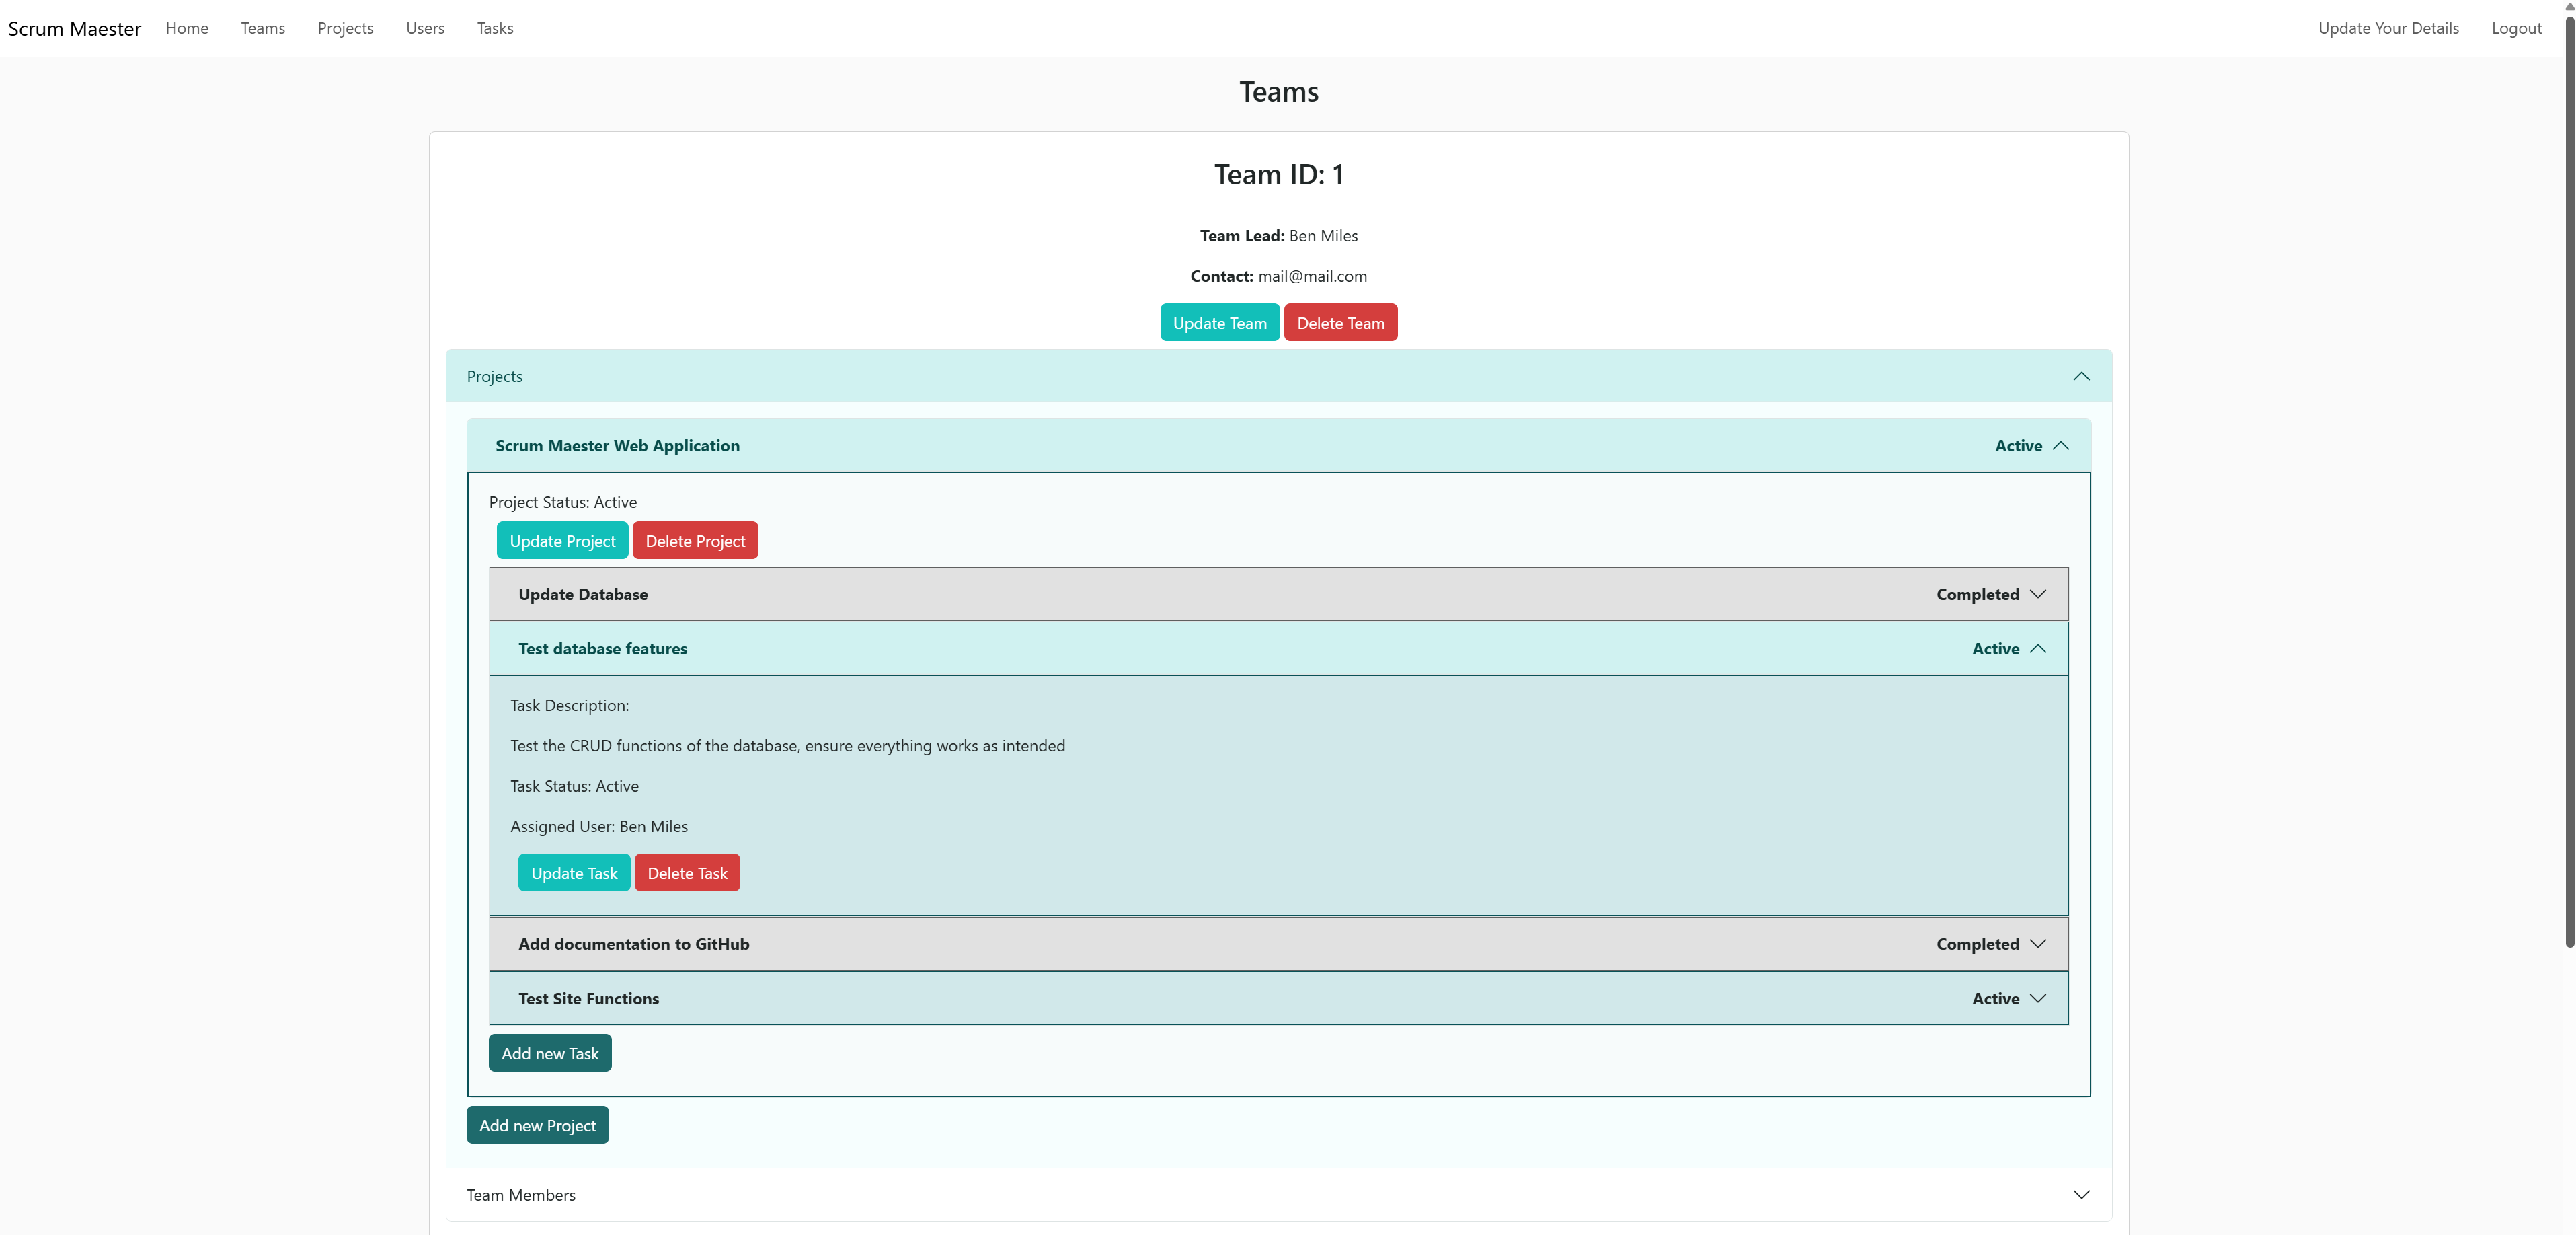 Scrum Maester Home Teams Projects Users Tasks Update Your Details Logout
Teams
Team ID: 1
Team Lead: Ben Miles
Contact: mail@mail.com
Update Team Delete Team
Projects
Scrum Maester Web Application Active
Project Status: Active
Update Project Delete Project
Update Database Completed
Test database features Active
Task Description:
Test the CRUD functions of the database, ensure everything works as intended
Task Status: Active
Assigned User: Ben Miles
Update Task Delete Task
Add documentation to GitHub Completed
Test Site Functions Active
Add new Task
Add new Project
Team Members